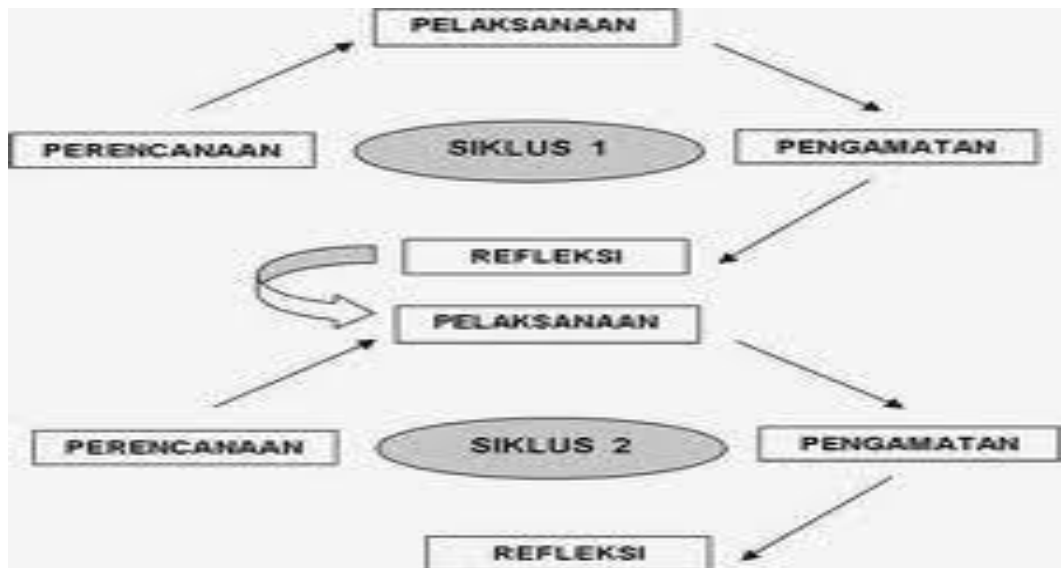 PELAKSANAAN
PERENCANAAN
SIKLUS 1
PENGAMATAN
REFLEKSI
PELAKSANAAN
PERENCANAAN
SIKLUS 2
PENGAMATAN
REFLEKSI